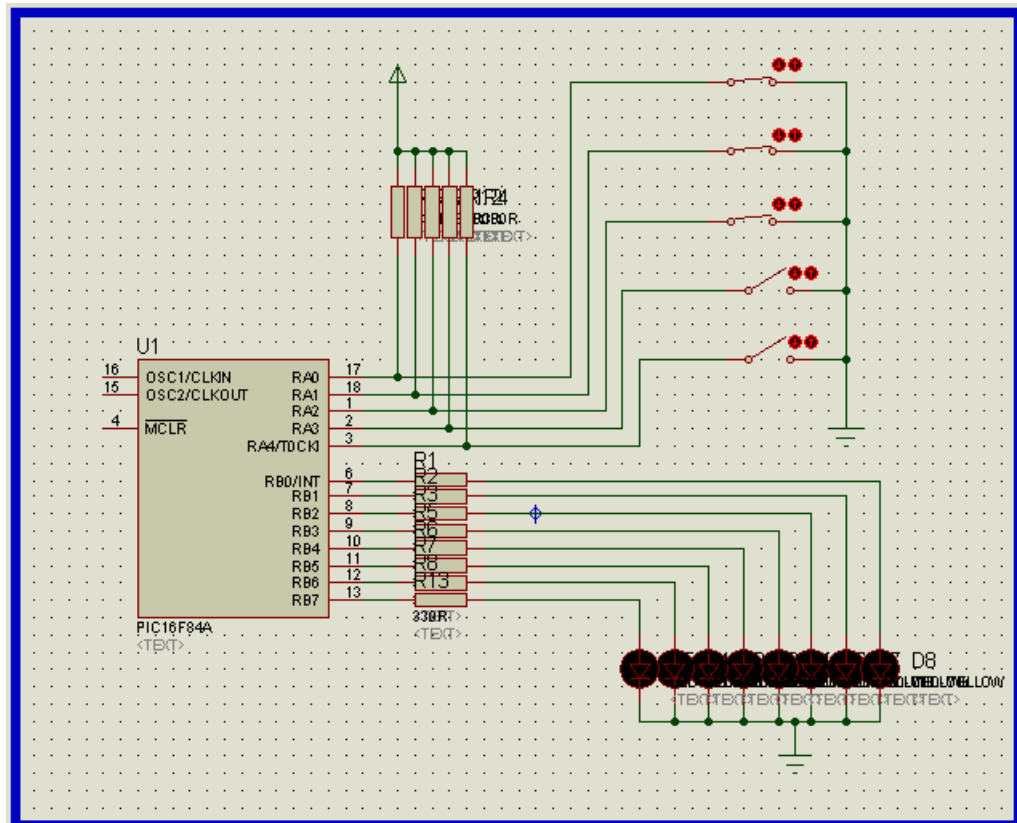 U1
16 OSC1/CLKIN RA0 17
15 OSC2/CLKOUT RA1 18
RA2 1
4 MCLR RA3 2
RA4/T0CKI 3
RB0/INT 6
RB1 7
RB2 8
RB3 9
RB4 10
RB5 11
RB6 12
RB7 13
PIC16F84A
<TEXT>
R1
R2
R3
R5
R6
R7
R8
R13
330R
<TEXT>
D8